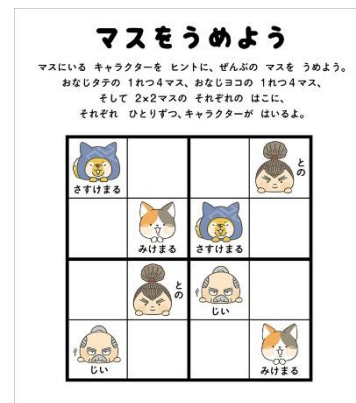 マスをうめよう
マスにいる キャラクターを ヒントに、ぜんぶの マスを うめよう。
おなじタテの 1れつ4マス、おなじヨコの 1れつ4マス、
そして 2×2マスの それぞれの はこに、
それぞれ ひとりずつ、キャラクターが はいるよ。
さすけまる
との
みけまる
さすけまる
との
じい
じい
みけまる